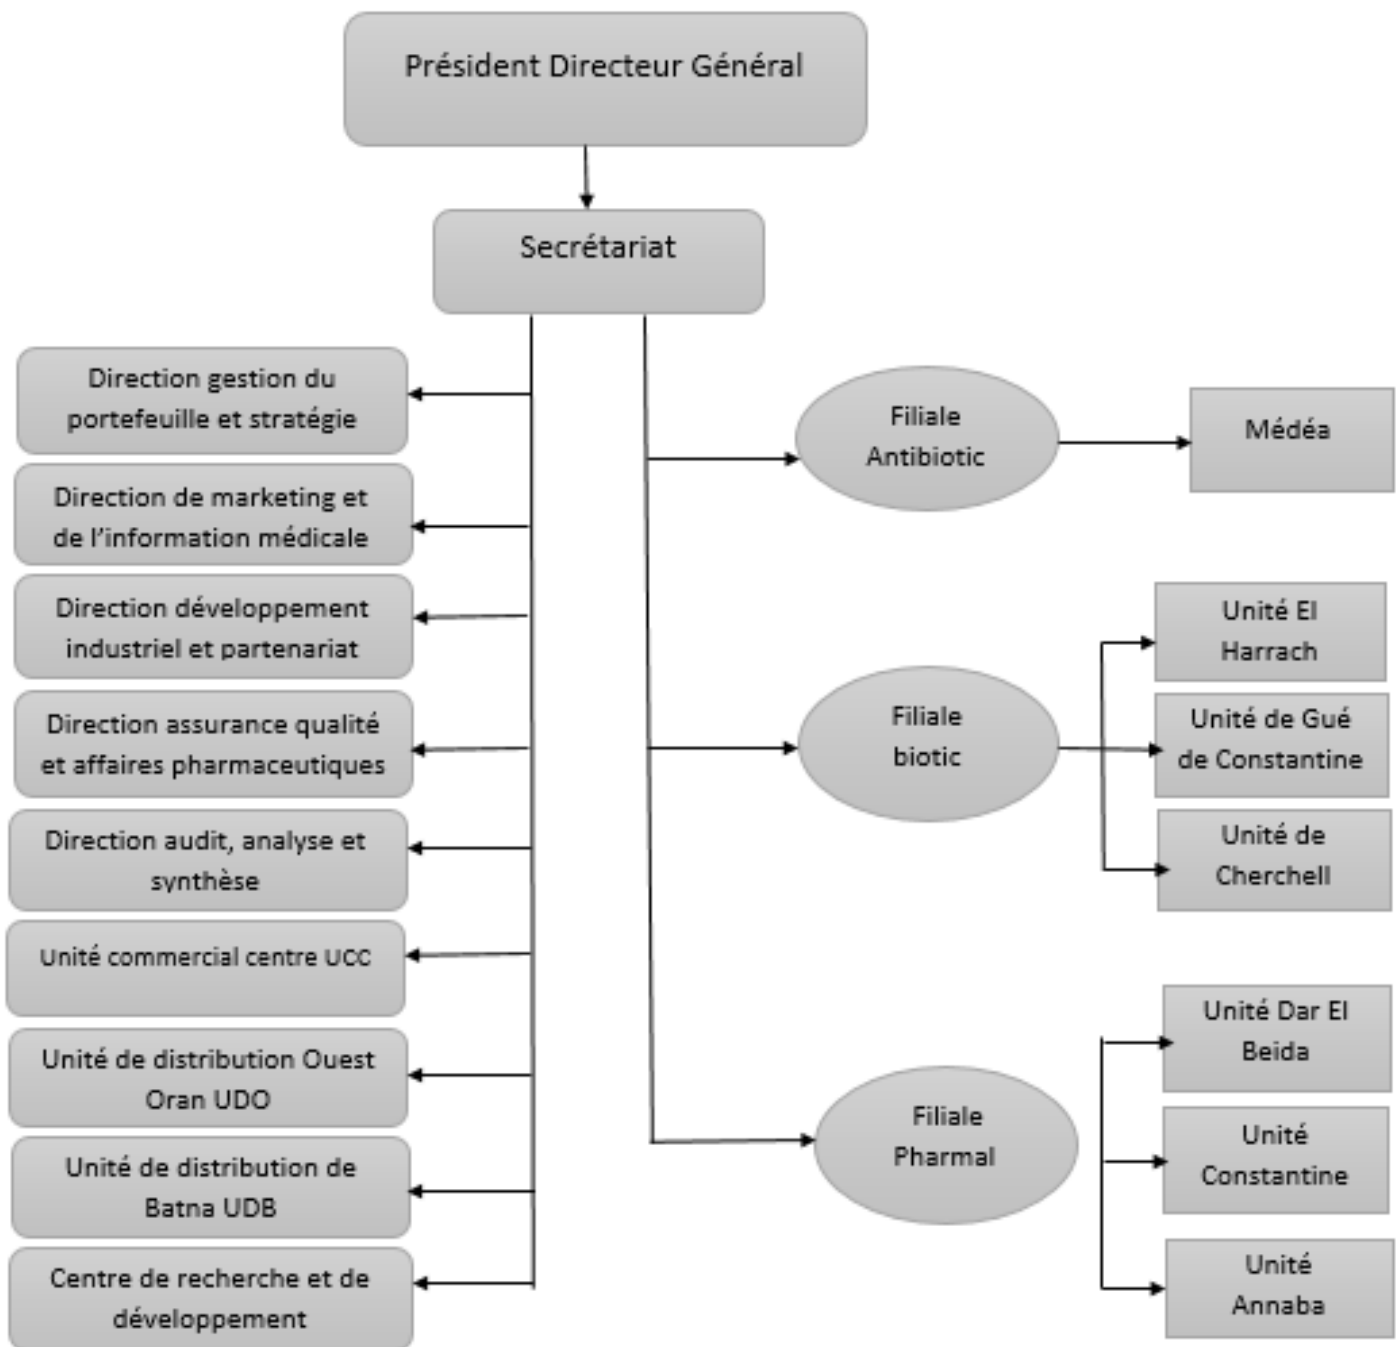 Président Directeur Général
Secrétariat
Direction gestion du
portefeuille et stratégie
Direction de marketing et
de l'information médicale
Direction développement
industriel et partenariat
Direction assurance qualité
et affaires pharmaceutiques
Direction audit, analyse et
synthèse
Unité commercial centre UCC
Unité de distribution Ouest
Oran UDO
Unité de distribution de
Batna UDB
Centre de recherche et de
développement
Filiale
Antibiotic
Médéa
Filiale
biotic
Unité El
Harrach
Unité de Gué
de Constantine
Unité de
Cherchell
Filiale
Pharmal
Unité Dar El
Beida
Unité
Constantine
Unité
Annaba